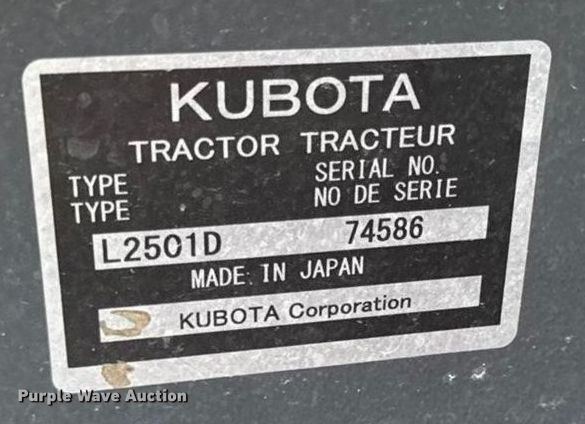 KUBOTA
TRACTOR TRACTEUR
TYPE SERIAL NO.
TYPE NO DE SERIE
L2501D 74586
MADE IN JAPAN
KUBOTA Corporation
Purple Wave Auction